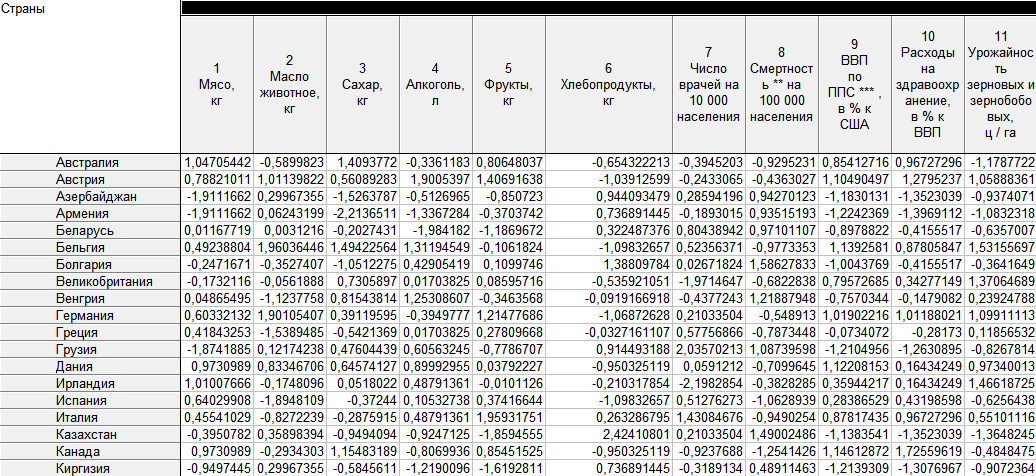 Страны
1 Мясо, кг
2 Масло животное, кг
3 Сахар, кг
4 Алкоголь, л
5 Фрукты, кг
6 Хлебопродукты, кг
7 Число врачей на 10 000 населения
8 Смертност ь ** на 100 000 населения
9 ВВП по ППС *** , в % к США
10 Расходы на здравоохр анение, в % к ВВП
11 Урожайнос ть зерновых и зернобобо вых, ц / га
Австралия 1,04705442 -0,5899823 1,4093772 -0,3361183 0,80648037 -0,654322213 -0,3945203 -0,9295231 0,85412716 0,96727296 -1,1787722
Австрия 0,78821011 1,01139822 0,56089283 1,9005397 1,40691638 -1,03912599 -0,2433065 -0,4363027 1,10490497 1,2795237 1,05888361
Азербайджан -1,9111662 0,29967355 -1,5263787 -0,5126965 -0,850723 0,944093479 0,28594196 0,94270123 -1,1830131 -1,3523039 -0,9374071
Армения -1,9111662 0,06243199 -2,2136511 -1,3367284 -0,3703742 0,736891445 -0,1893015 0,93515193 -1,2242369 -1,3969112 -1,0832318
Беларусь 0,01167719 0,0031216 -0,2027431 -1,984182 -1,1869672 0,322487376 0,80438942 0,97101107 -0,8978822 -0,4155517 -0,6357007
Бельгия 0,49238804 1,96036446 1,49422564 1,31194549 -0,1061824 -1,09832657 0,52356371 -0,9773353 1,1392581 0,87805847 1,53155697
Болгария -0,2471671 -0,3527407 -1,0512275 0,42905419 0,1099746 1,38809784 0,02671824 1,58627833 -1,0043769 -0,4155517 -0,3641649
Великобритания -0,1732116 -0,0561888 0,7305897 0,01703825 0,08595716 -0,535921051 -1,9714647 -0,6822838 0,79572685 0,34277149 1,37064689
Венгрия 0,04865495 -1,1237758 0,81543814 1,25308607 -0,3463568 -0,0919166918 -0,4377243 1,21887948 -0,7570344 -0,1479082 0,23924788
Германия 0,60332132 1,90105407 0,39119595 -0,3949777 1,21477686 -1,06872628 0,21033504 -0,548913 1,01902216 1,01188021 1,09911113
Греция 0,41843253 -1,5389485 -0,5421369 0,01703825 0,27809668 -0,0327161107 0,57756866 -0,7873448 -0,0734072 -0,28173 0,11856532
Грузия -1,8741885 0,12174238 0,47604439 0,60563245 -0,7786707 0,914493188 2,03570213 1,08739598 -1,2104956 -1,2630895 -0,8267814
Дания 0,9730989 0,83346706 0,64574127 0,89992955 0,03792227 -0,950325119 0,0591212 -0,7099645 1,12208153 0,16434249 0,97340013
Ирландия 1,01007666 -0,1748096 0,0518022 0,48791361 -0,0101126 -0,210317854 -2,1982854 -0,3828285 0,35944217 0,16434249 1,46618725
Испания 0,64029908 -1,8948109 -0,37244 0,10532738 0,37416644 -1,09832657 0,51276273 -1,0628939 0,28386529 0,43198598 -0,6256438
Италия 0,45541029 -0,8272239 -0,2875915 0,48791361 1,95931751 0,263286795 1,43084676 -0,9490254 0,87817435 0,96727296 0,55101116
Казахстан -0,3950782 0,35898394 -0,9494094 -0,9247125 -1,8594555 2,42410801 0,21033504 1,49002486 -1,1383541 -1,3523039 -1,3648245
Канада 0,9730989 -0,2934303 1,15483189 -0,8069936 0,85451525 -0,950325119 -0,9237688 -1,2541426 1,14612872 1,72559619 -0,4848475
Киргизия -0,9497445 0,29967355 -0,5845611 -1,2190096 -1,6192811 0,736891445 -0,3189134 0,48911463 -1,2139309 -1,3076967 -0,9072364